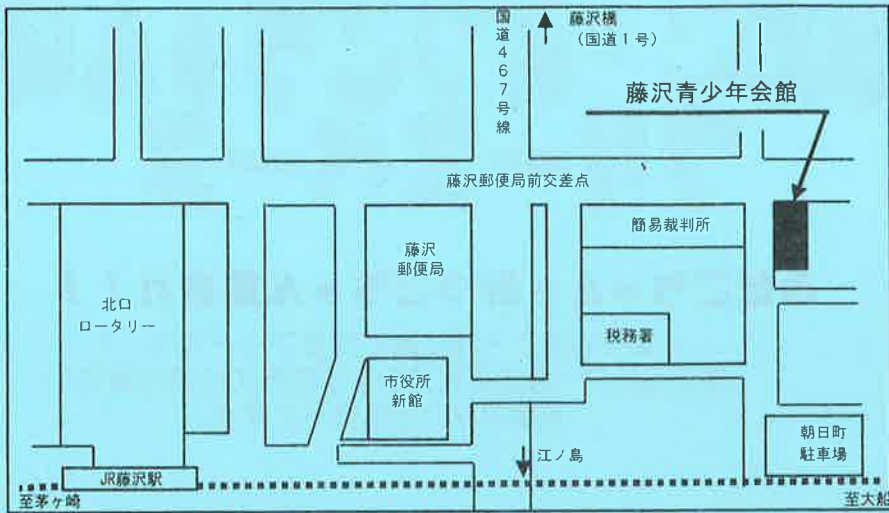 国道467号線
藤沢橋
（国道1号）
藤沢青少年会館
藤沢郵便局前交差点
簡易裁判所
藤沢
郵便局
北口
ロータリー
税務署
市役所
新館
朝日町
駐車場
江ノ島
JR藤沢駅
至茅ヶ崎
至大船